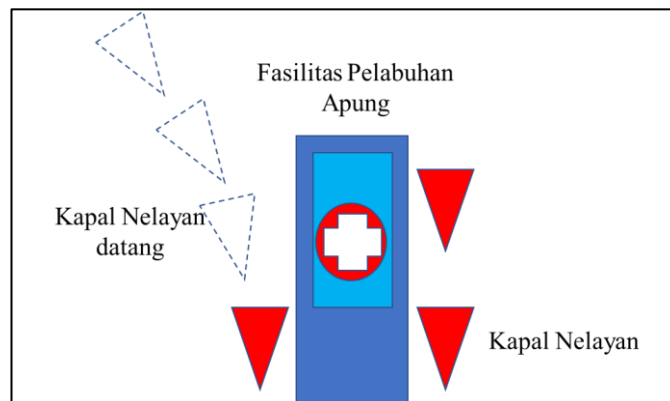 Fasilitas Pelabuhan
Apung
Kapal Nelayan
datang
Kapal Nelayan